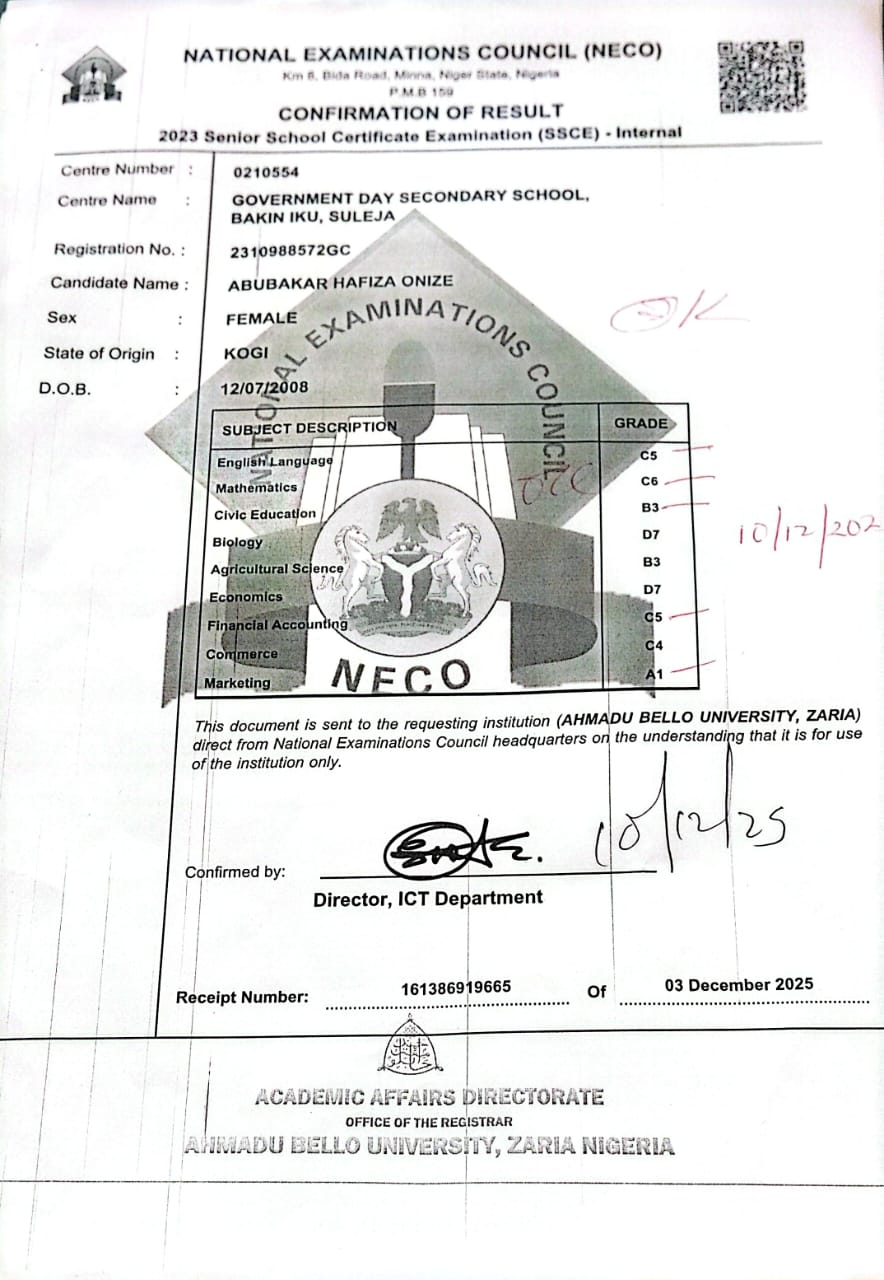 NATIONAL EXAMINATIONS COUNCIL (NECO)
Km 8, Bida Road, Minna, Niger State, Nigeria
P.M.B 159
CONFIRMATION OF RESULT
2023 Senior School Certificate Examination (SSCE) - Internal
Centre Number : 0210554
Centre Name : GOVERNMENT DAY SECONDARY SCHOOL,
BAKIN IKU, SULEJA
Registration No. : 2310988572GC
Candidate Name : ABUBAKAR HAFIZA ONIZE
Sex : FEMALE
OK
State of Origin : KOGI
D.O.B. : 12/07/2008
NATIONAL EXAMINATIONS COUNCIL
SUBJECT DESCRIPTION GRADE
English Language C5
Mathematics C6
Civic Education B3
10/12/202
Biology D7
Agricultural Science B3
Economics D7
Financial Accounting C5
Commerce C4
Marketing A1
NECO
This document is sent to the requesting institution (AHMADU BELLO UNIVERSITY, ZARIA)
direct from National Examinations Council headquarters on the understanding that it is for use
of the institution only.
10/12/25
Confirmed by:
Director, ICT Department
Receipt Number: 161386919665 Of 03 December 2025
ACADEMIC AFFAIRS DIRECTORATE
OFFICE OF THE REGISTRAR
AHMADU BELLO UNIVERSITY, ZARIA NIGERIA